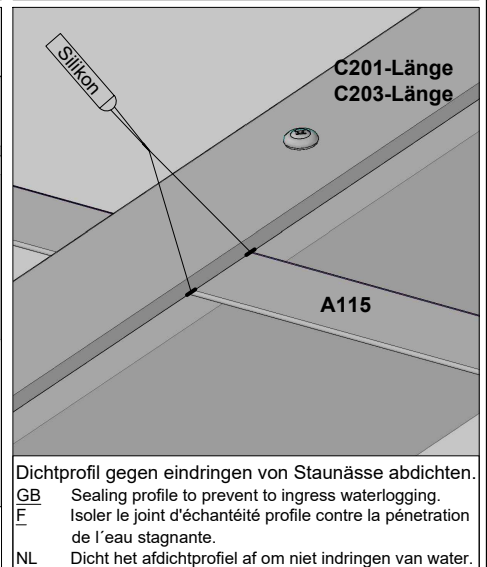 Silikon
C201-Länge
C203-Länge
A115
Dichtprofil gegen eindringen von Staunässe abdichten.
GB Sealing profile to prevent to ingress waterlogging.
F Isoler le joint d'échantéité profile contre la pénetration
de l´eau stagnante.
NL Dicht het afdichtprofiel af om niet indringen van water.